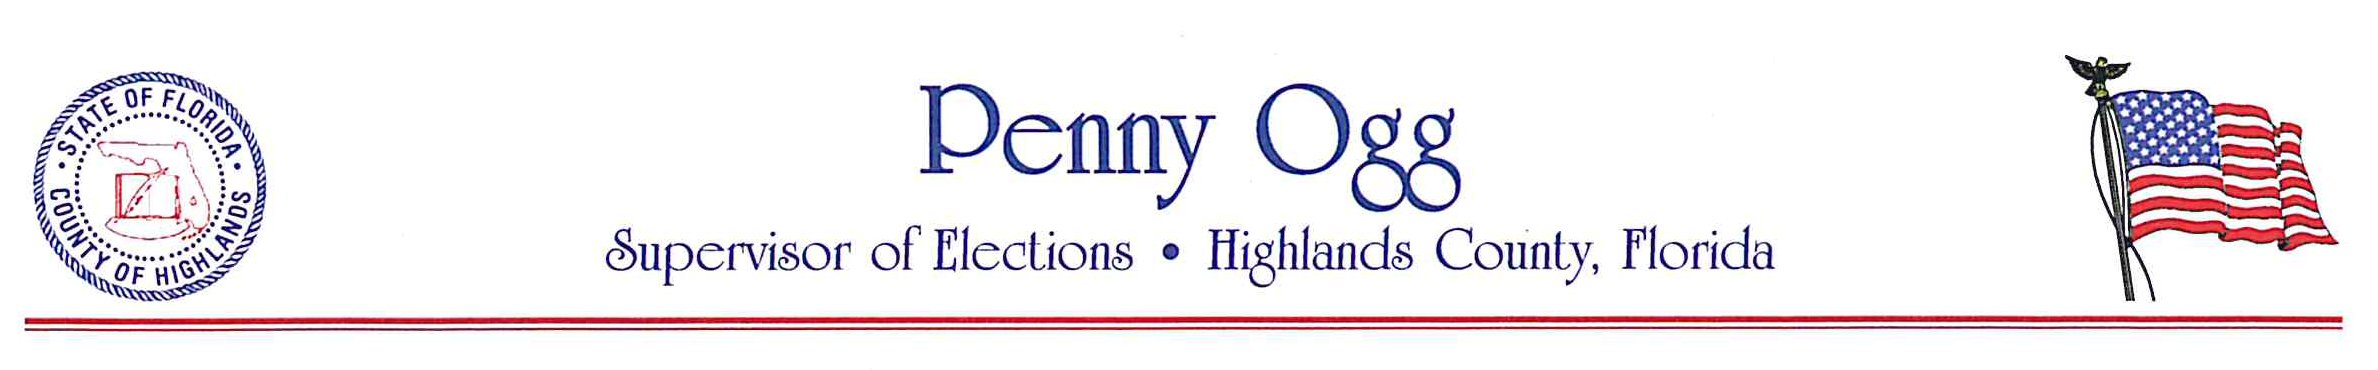 STATE OF FLORIDA
COUNTY OF HIGHLANDS
Penny Ogg
Supervisor of Elections • Highlands County, Florida